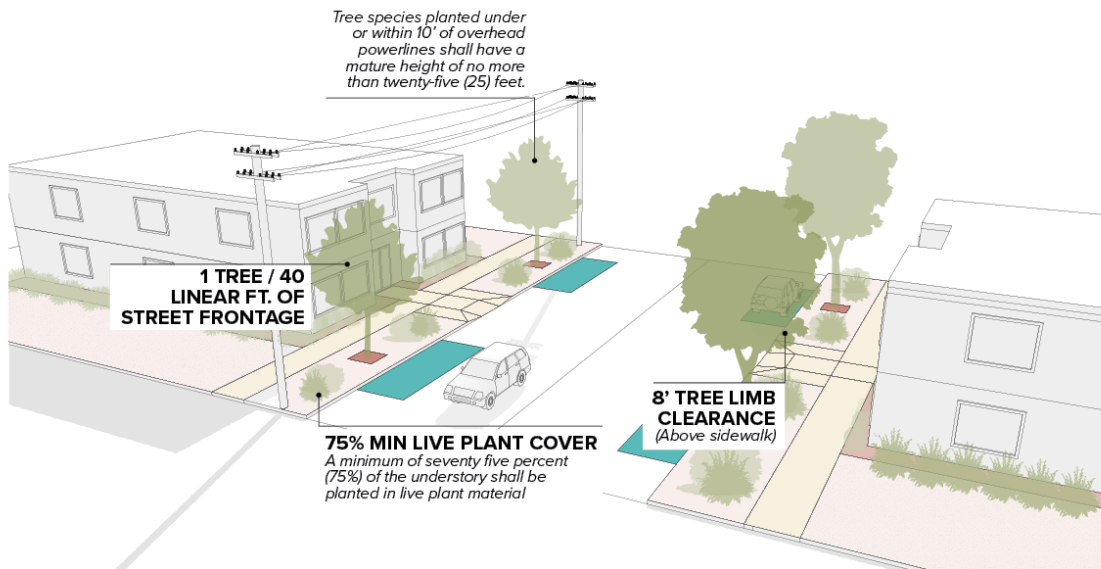 Tree species planted under
or within 10' of overhead
powerlines shall have a
mature height of no more
than twenty-five (25) feet.
1 TREE / 40
LINEAR FT. OF
STREET FRONTAGE
75% MIN LIVE PLANT COVER
A minimum of seventy five percent
(75%) of the understory shall be
planted in live plant material
8' TREE LIMB
CLEARANCE
(Above sidewalk)